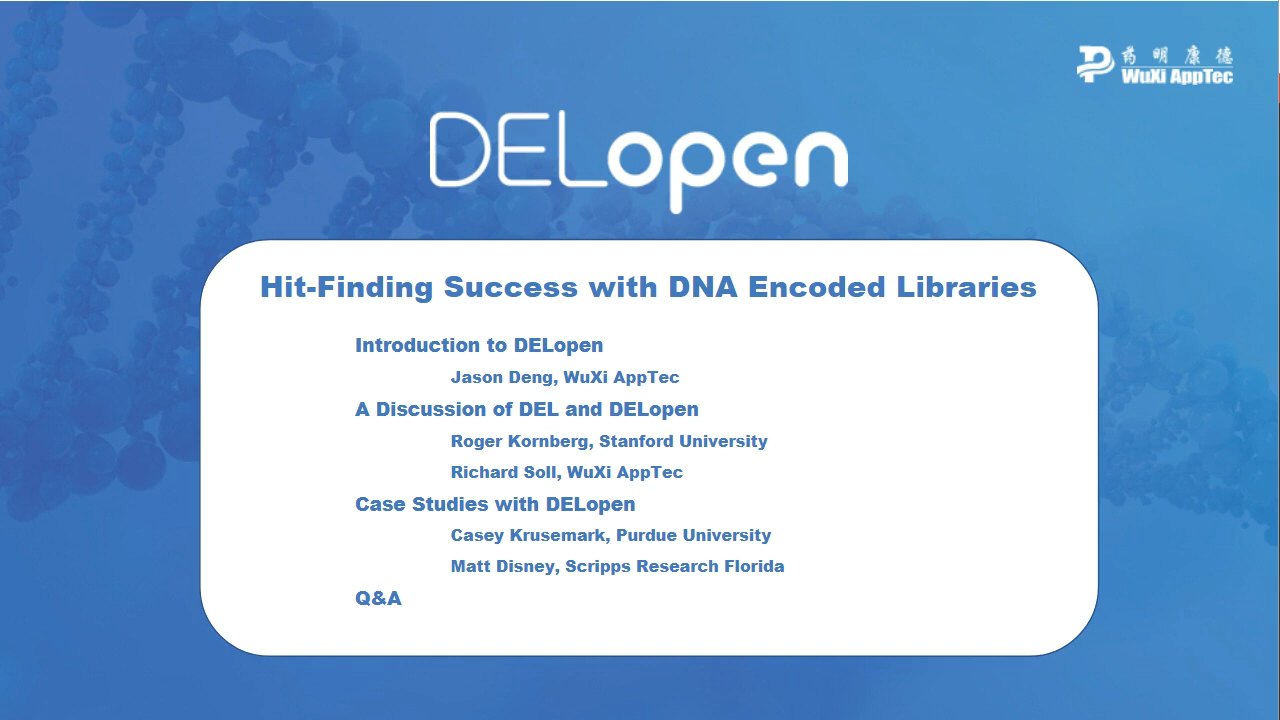 药明康德
WuXi AppTec
DELopen
Hit-Finding Success with DNA Encoded Libraries
Introduction to DELopen
Jason Deng, WuXi AppTec
A Discussion of DEL and DELopen
Roger Kornberg, Stanford University
Richard Soll, WuXi AppTec
Case Studies with DELopen
Casey Krusemark, Purdue University
Matt Disney, Scripps Research Florida
Q&A